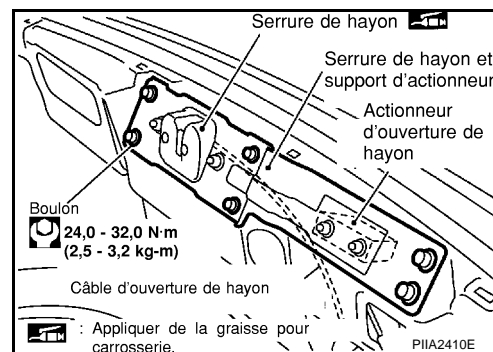 Serrure de hayon
Serrure de hayon et
support d'actionneur
Actionneur
d'ouverture de
hayon
Boulon
24,0 - 32,0 N·m
(2,5 - 3,2 kg-m)
Câble d'ouverture de hayon
: Appliquer de la graisse pour
carrosserie.
PIIA2410E